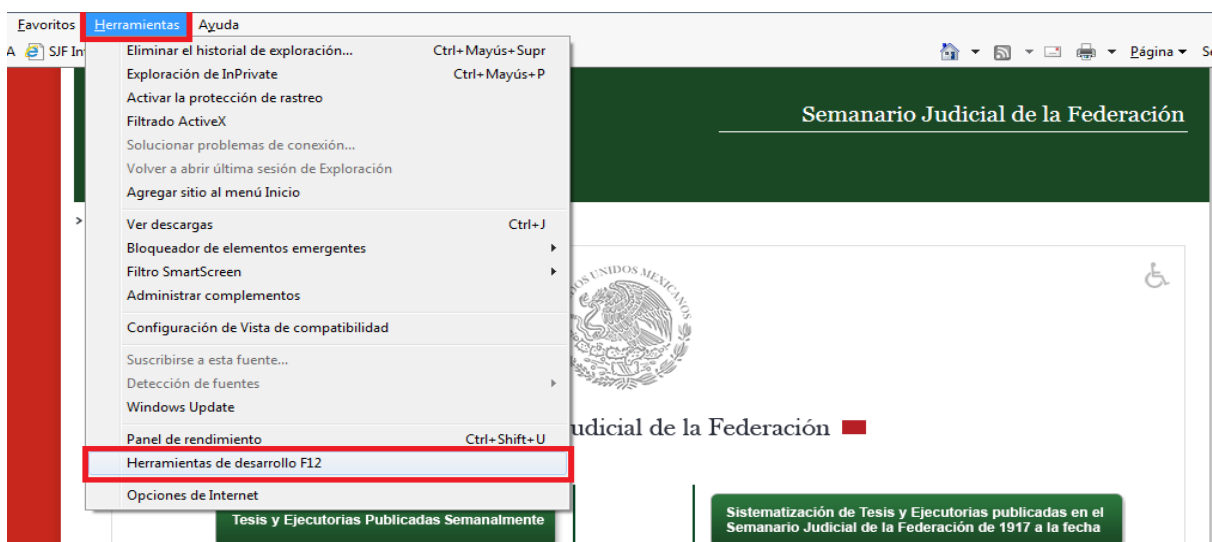 Favoritos Herramientas Ayuda
A SJF In
Página
Eliminar el historial de exploración... Ctrl+Mayús+Supr
Exploración de InPrivate Ctrl+Mayús+P
Activar la protección de rastreo
Filtrado ActiveX
Solucionar problemas de conexión...
Volver a abrir última sesión de Exploración
Agregar sitio al menú Inicio
Ver descargas Ctrl+J
Bloqueador de elementos emergentes
Filtro SmartScreen
Administrar complementos
Configuración de Vista de compatibilidad
Suscribirse a esta fuente...
Detección de fuentes
Windows Update
Panel de rendimiento Ctrl+Shift+U
Herramientas de desarrollo F12
Opciones de Internet
Semanario Judicial de la Federación
>
OS UNIDOS MEXICANOS
udicial de la Federación
Tesis y Ejecutorias Publicadas Semanalmente
Sistematización de Tesis y Ejecutorias publicadas en el
Semanario Judicial de la Federación de 1917 a la fecha